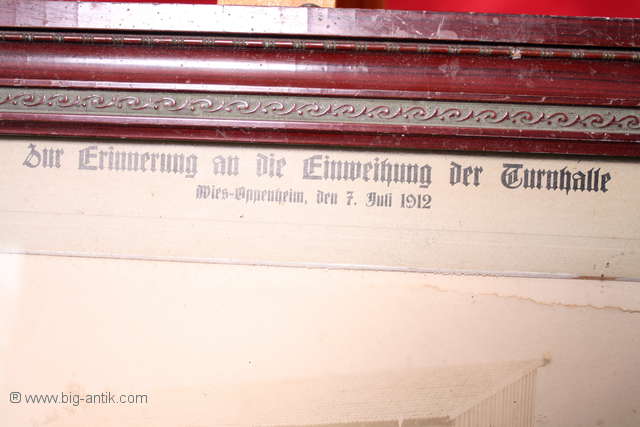 Zur Erinnerung an die Einweihung der Turnhalle
Wies-Oppenheim, den 7. Juli 1912
® www.big-antik.com